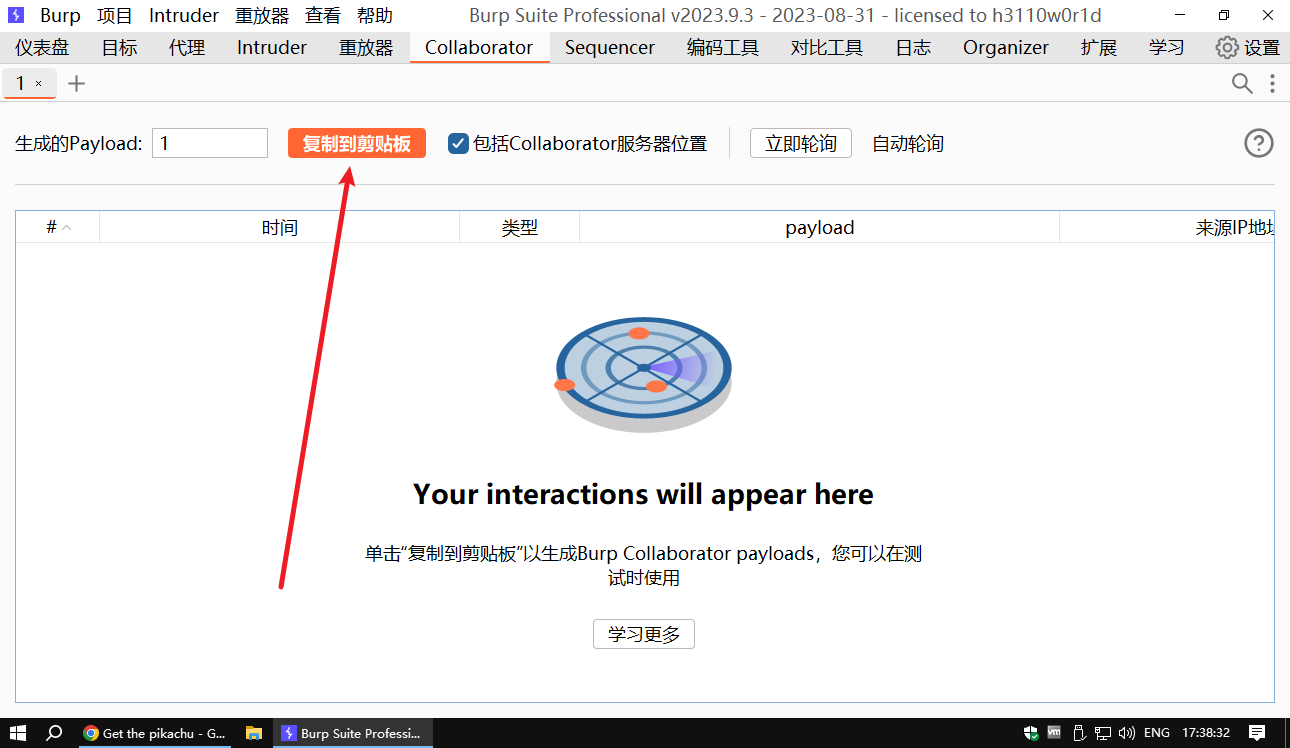 Burp 项目 Intruder 重放器 查看 帮助 Burp Suite Professional v2023.9.3 - 2023-08-31 - licensed to h3110w0r1d
仪表盘 目标 代理 Intruder 重放器 Collaborator Sequencer 编码工具 对比工具 日志 Organizer 扩展 学习 设置
1 × +
生成的Payload: 1 复制到剪贴板 包括Collaborator服务器位置 立即轮询 自动轮询 ?
# 时间 类型 payload 来源IP地址
Your interactions will appear here
单击“复制到剪贴板”以生成Burp Collaborator payloads，您可以在测
试时使用
学习更多
Get the pikachu - G... Burp Suite Professi... vm ENG 17:38:32